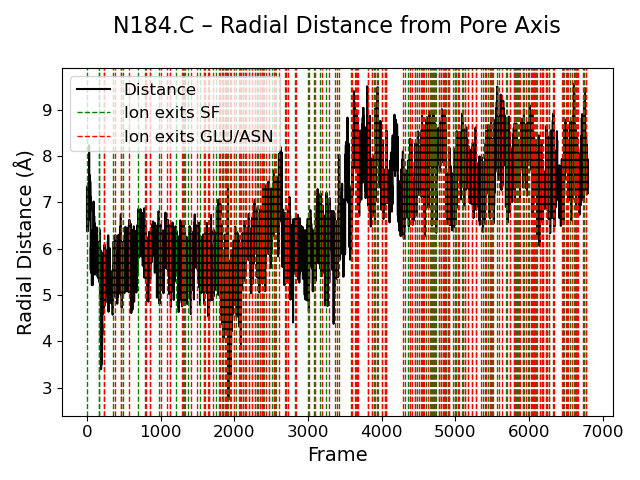 N184.C – Radial Distance from Pore Axis
Distance
Ion exits SF
Ion exits GLU/ASN
Radial Distance (Å)
9
8
7
6
5
4
3
0 1000 2000 3000 4000 5000 6000 7000
Frame